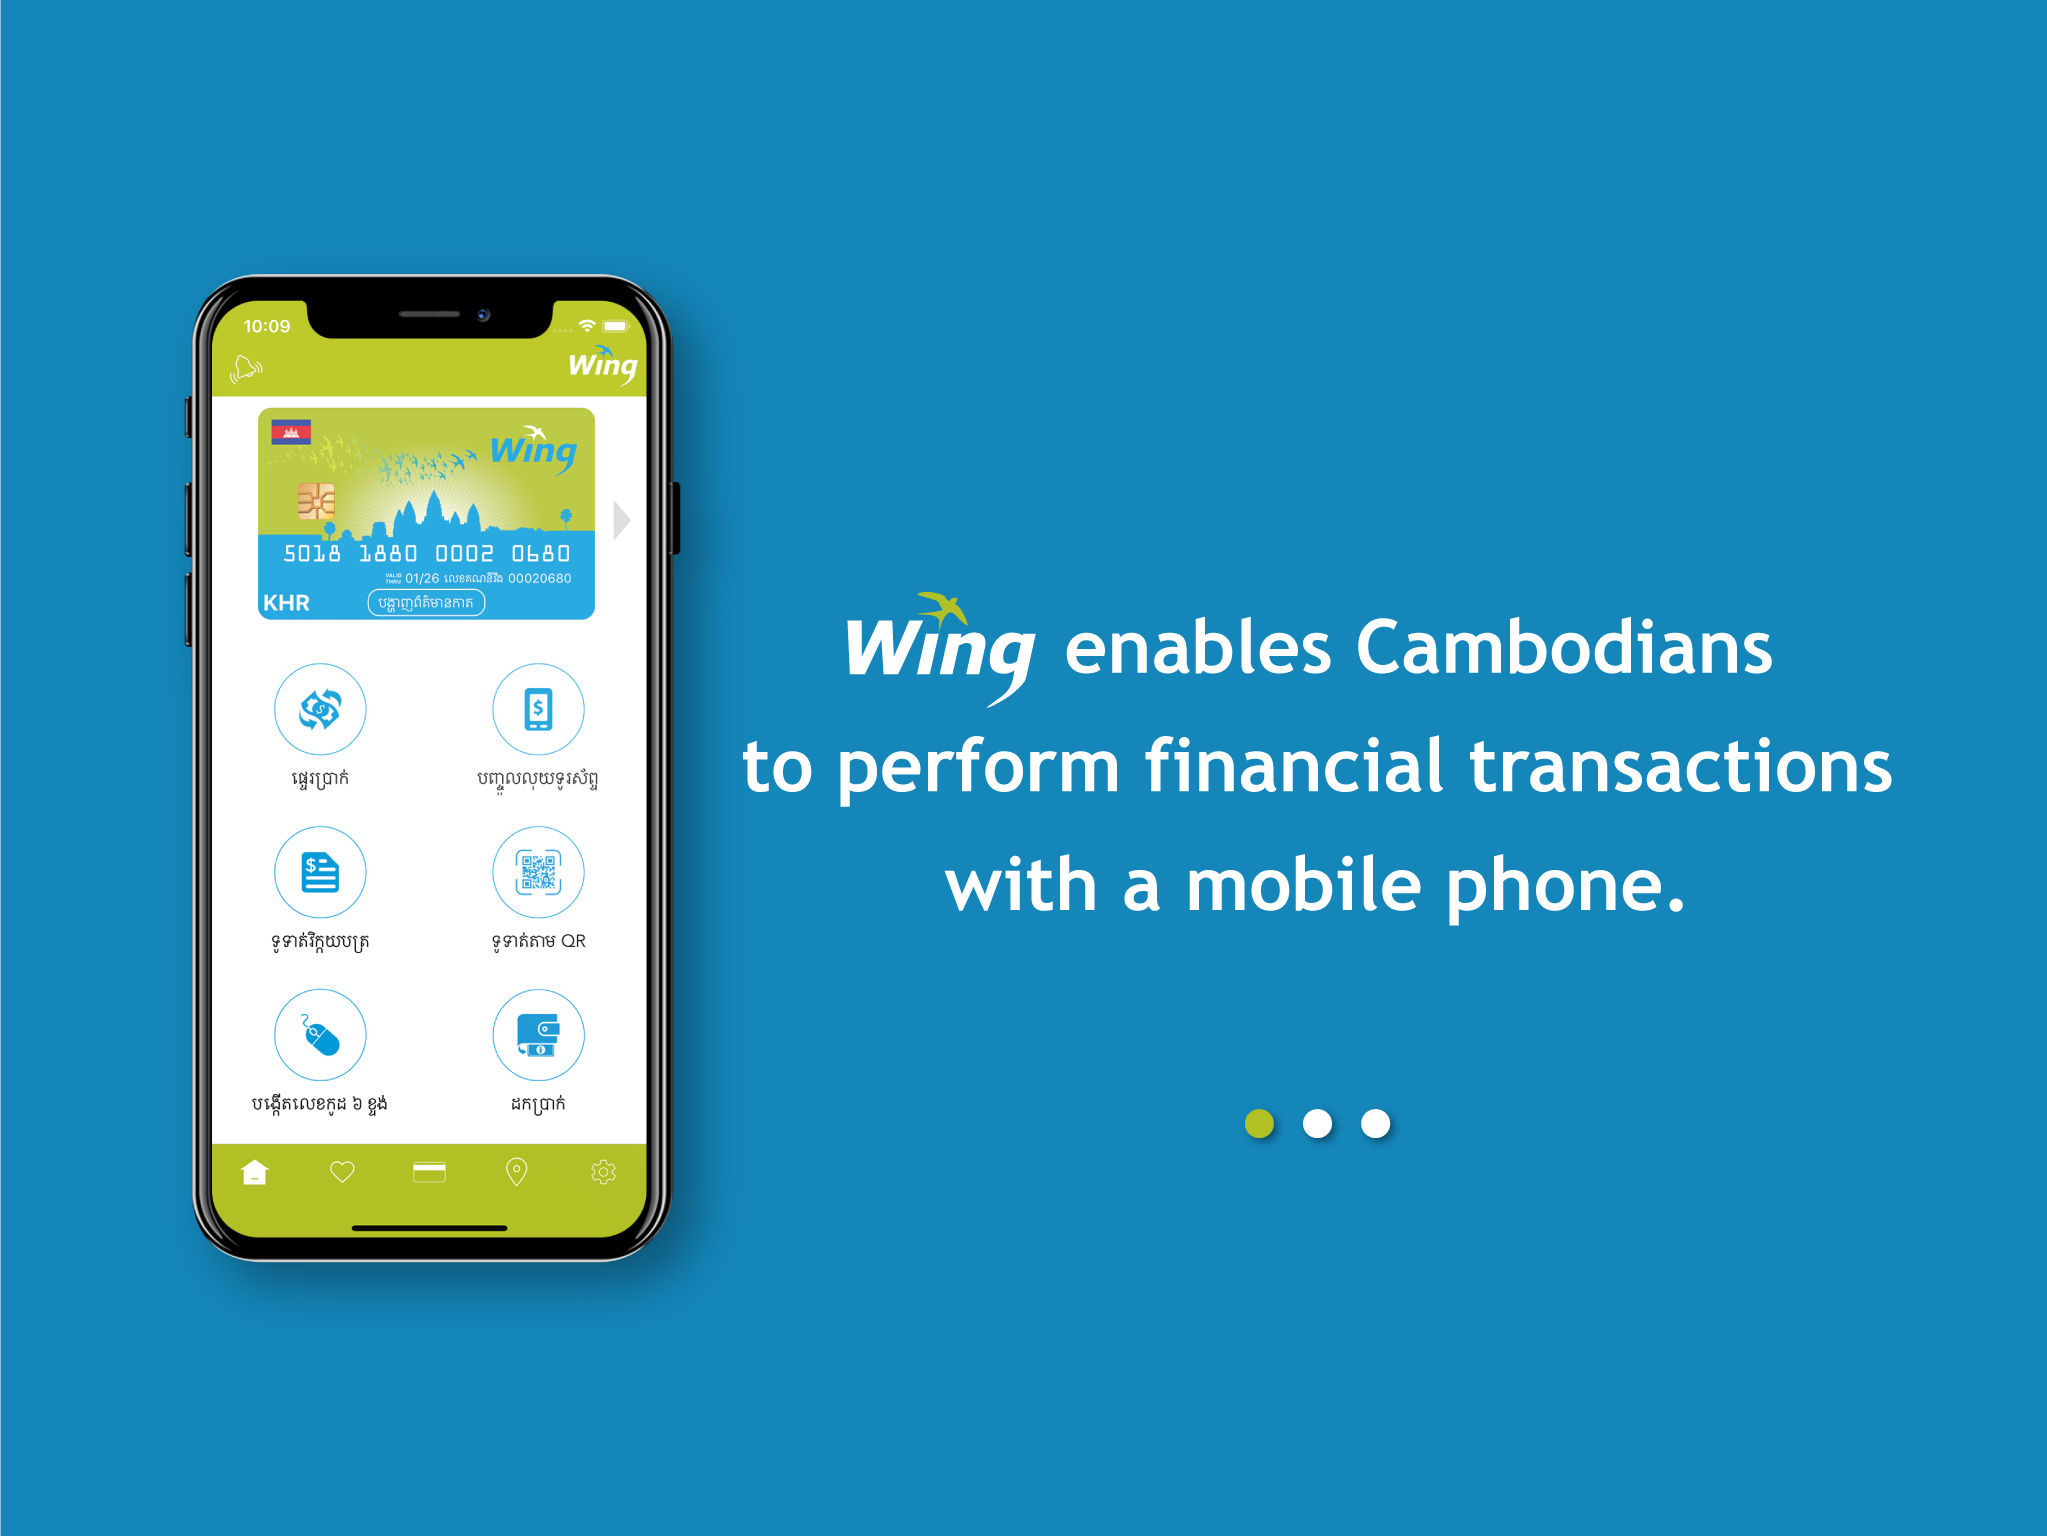 10:09
Wing
Wing
5018 1880 0002 0680
VALID THRU 01/26 លេខគណនីវីង 00020680
KHR
បង្ហាញព័ត៌មានកាត
ផ្ទេរប្រាក់
បញ្ចូលលុយទូរស័ព្ទ
ទូទាត់វិក្កយបត្រ
ទូទាត់តាម QR
បង្កើតលេខកូដ ៦ ខ្ទង់
ដកប្រាក់
Wing enables Cambodians
to perform financial transactions
with a mobile phone.